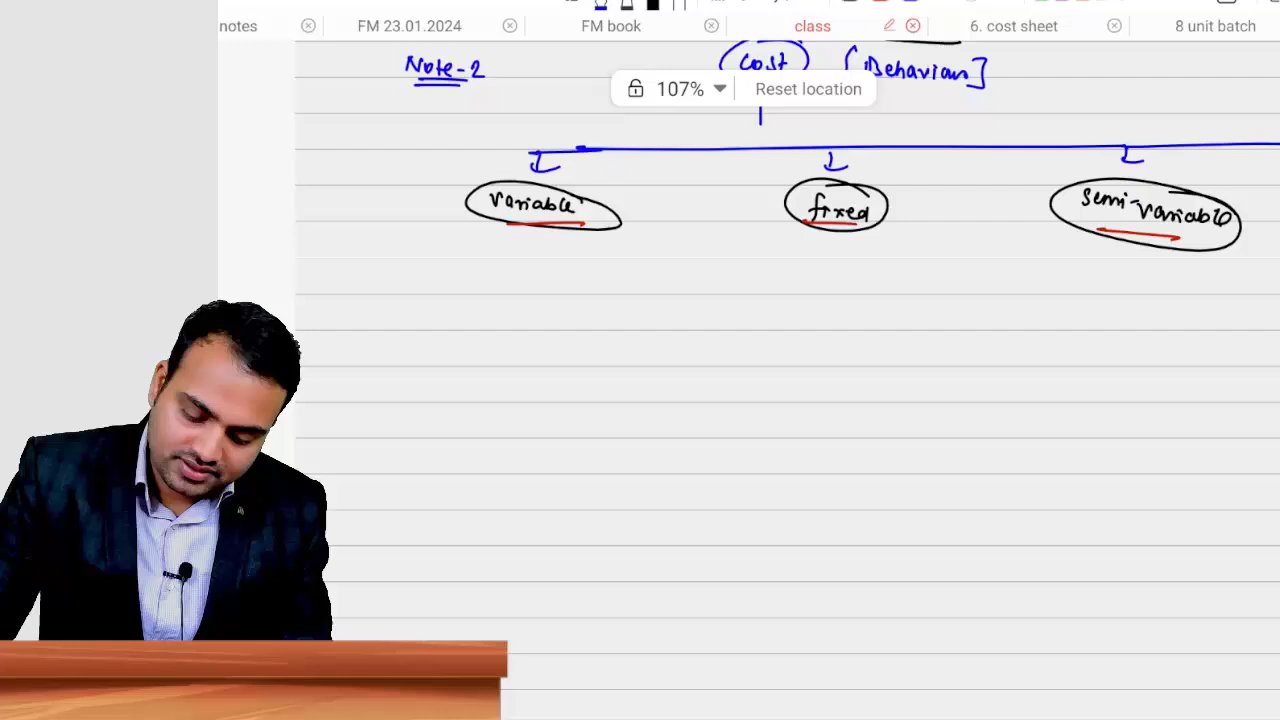 notes FM 23.01.2024 FM book class 6. cost sheet 8 unit batch
Note-2 Cost [Behaviour]
107% Reset location
variable fixed semi-variable